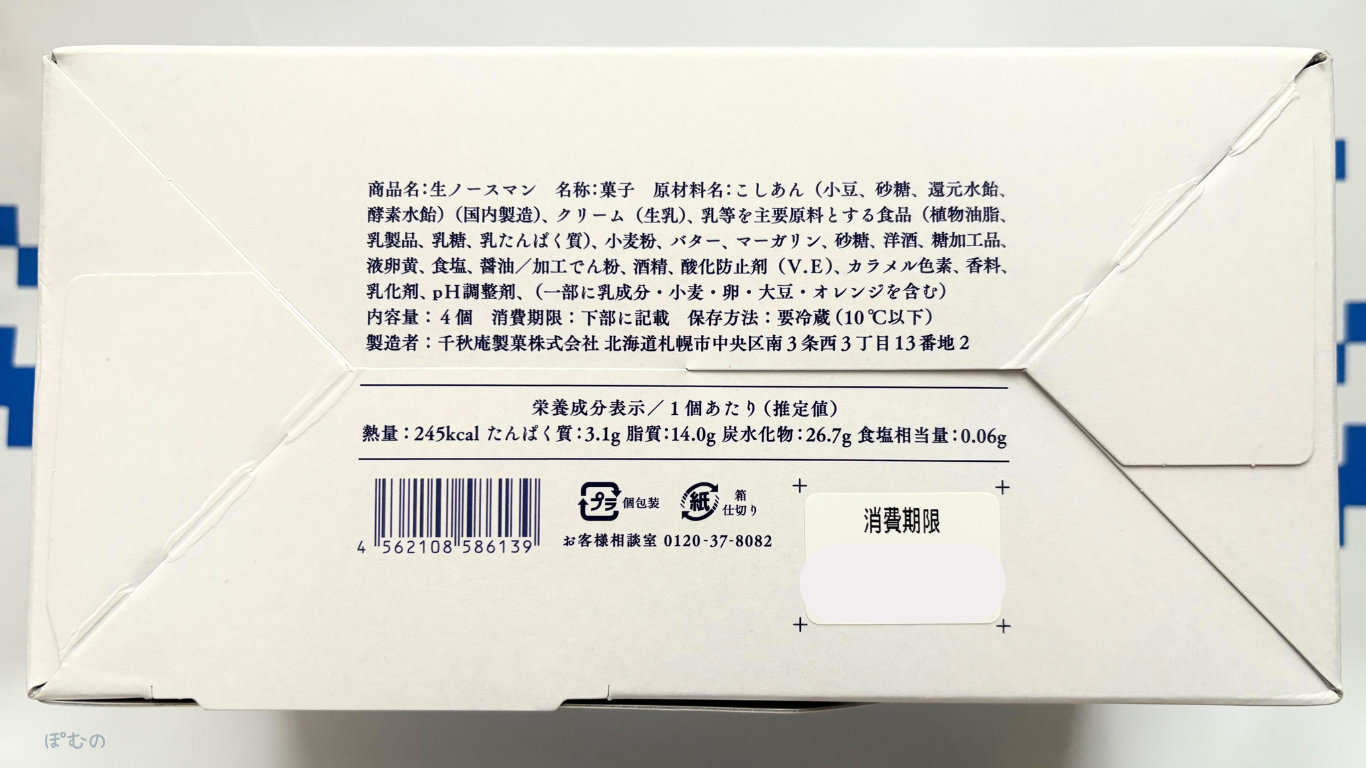 商品名：生ノースマン　名称：菓子　原材料名：こしあん（小豆、砂糖、還元水飴、
酵素水飴）（国内製造）、クリーム（生乳）、乳等を主要原料とする食品（植物油脂、
乳製品、乳糖、乳たんぱく質）、小麦粉、バター、マーガリン、砂糖、洋酒、糖加工品、
液卵黄、食塩、醤油／加工でん粉、酒精、酸化防止剤（V.E）、カラメル色素、香料、
乳化剤、pH調整剤、（一部に乳成分・小麦・卵・大豆・オレンジを含む）
内容量：4個　消費期限：下部に記載　保存方法：要冷蔵（10℃以下）
製造者：千秋庵製菓株式会社 北海道札幌市中央区南3条西3丁目13番地2
栄養成分表示／1個あたり（推定値）
熱量：245kcal たんぱく質：3.1g 脂質：14.0g 炭水化物：26.7g 食塩相当量：0.06g
4 562108 586139
プラ 個包装
紙 箱
仕切り
お客様相談室 0120-37-8082
消費期限
ぽむの